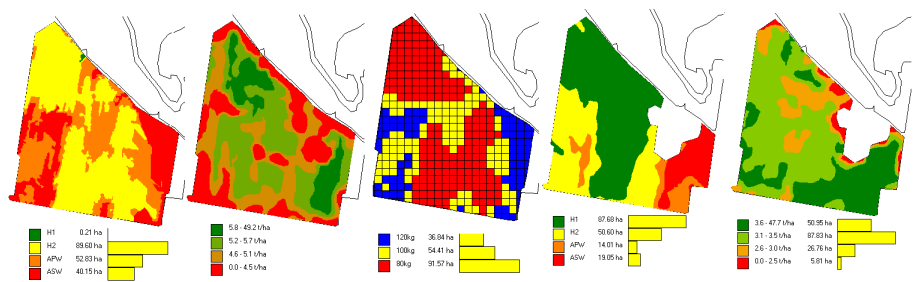 H1 0.21 ha
H2 89.60 ha
APW 52.83 ha
ASW 40.15 ha
5.8 - 49.2 t/ha
5.2 - 5.7 t/ha
4.6 - 5.1 t/ha
0.0 - 4.5 t/ha
120kg 36.84 ha
100kg 54.41 ha
80kg 91.57 ha
H1 87.68 ha
H2 50.60 ha
APW 14.01 ha
ASW 19.05 ha
3.6 - 47.7 t/ha 50.95 ha
3.1 - 3.5 t/ha 87.83 ha
2.6 - 3.0 t/ha 26.76 ha
0.0 - 2.5 t/ha 5.81 ha